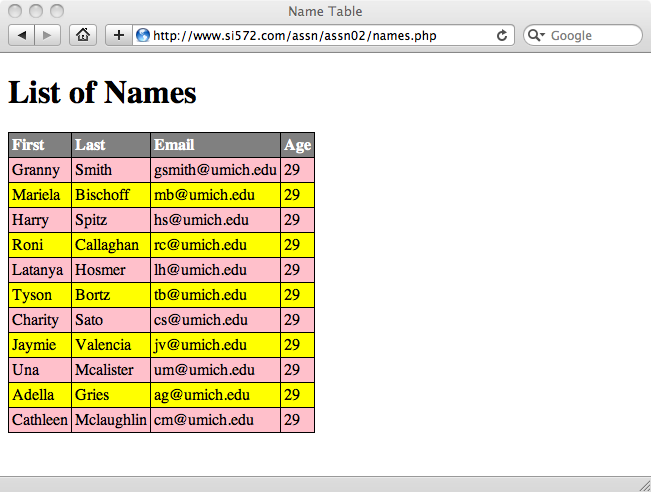 Name Table
http://www.si572.com/assn/assn02/names.php Google
List of Names
First Last Email Age
Granny Smith gsmith@umich.edu 29
Mariela Bischoff mb@umich.edu 29
Harry Spitz hs@umich.edu 29
Roni Callaghan rc@umich.edu 29
Latanya Hosmer lh@umich.edu 29
Tyson Bortz tb@umich.edu 29
Charity Sato cs@umich.edu 29
Jaymie Valencia jv@umich.edu 29
Una Mcalister um@umich.edu 29
Adella Gries ag@umich.edu 29
Cathleen Mclaughlin cm@umich.edu 29